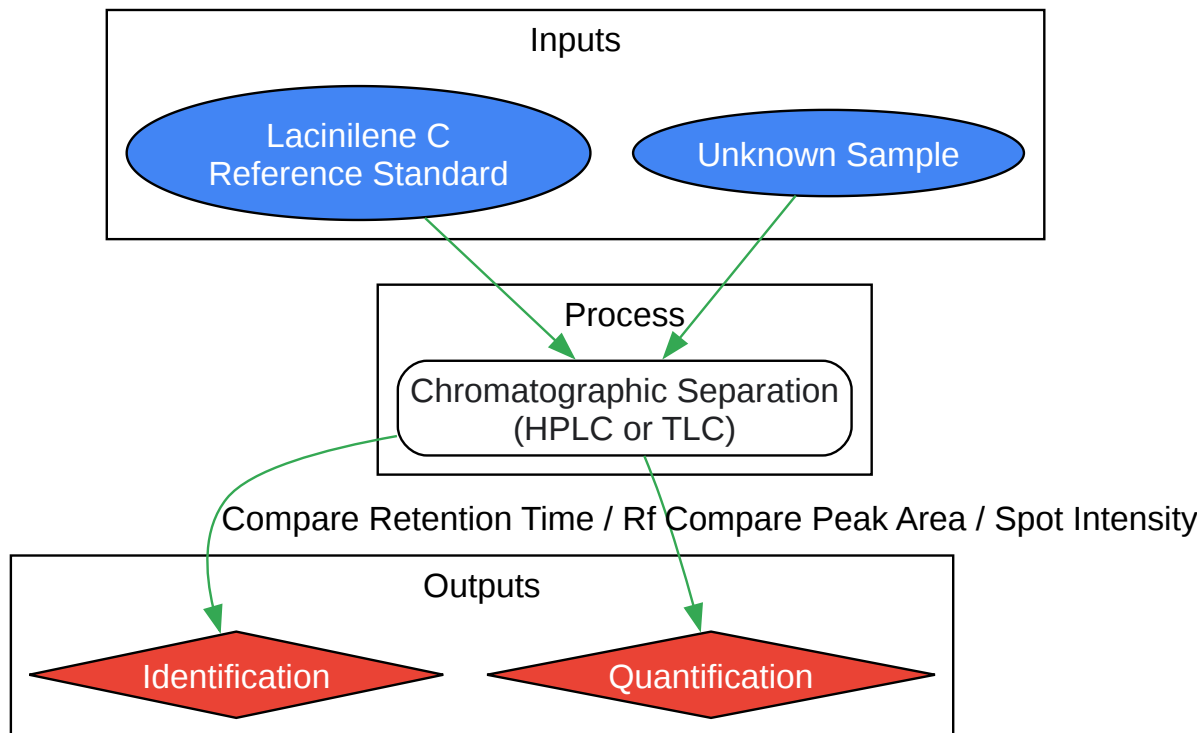 Inputs
Lacinilene C
Reference Standard
Unknown Sample
Process
Chromatographic Separation
(HPLC or TLC)
Compare Retention Time / Rf
Compare Peak Area / Spot Intensity
Outputs
Identification
Quantification